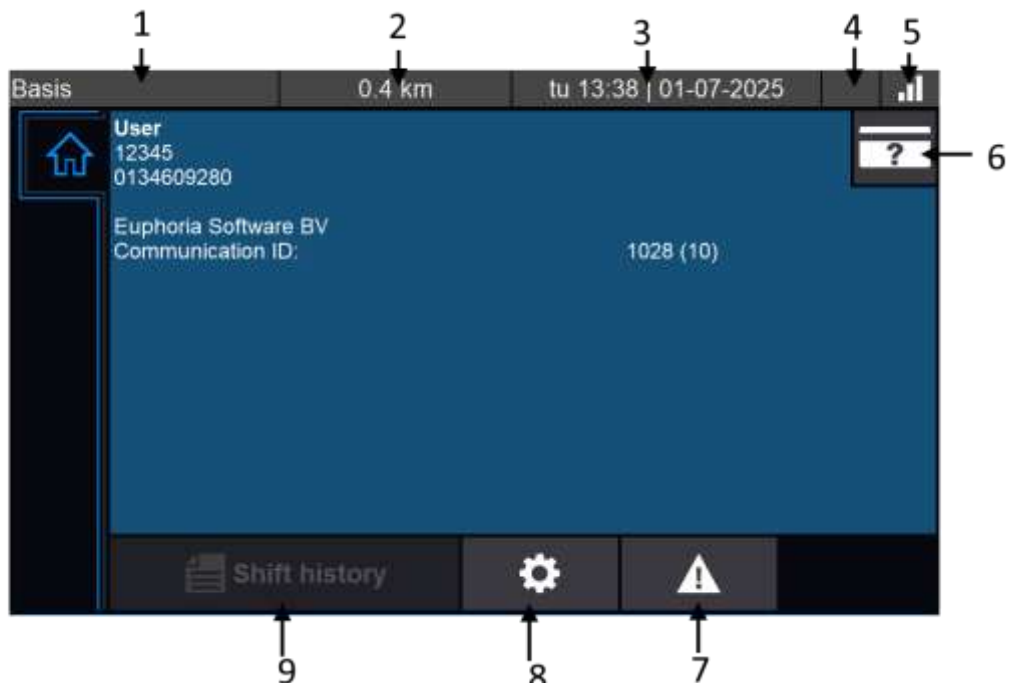 1 2 3 4 5
Basis 0.4 km tu 13:38 | 01-07-2025
User
12345
0134609280
? 6
Euphoria Software BV
Communication ID: 1028 (10)
Shift history
9 8 7